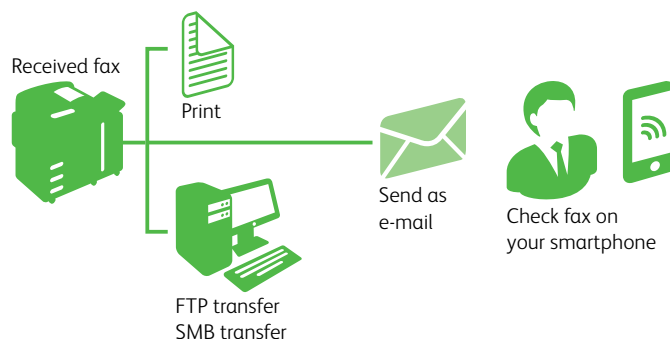 Received fax
Print
Send as
e-mail
Check fax on
your smartphone
FTP transfer
SMB transfer